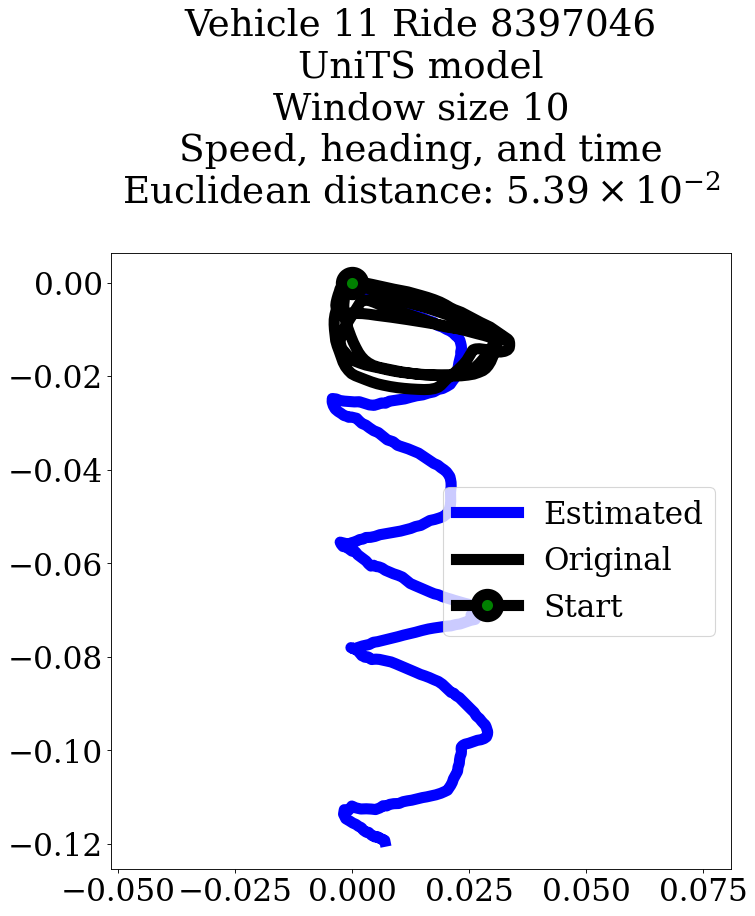 Vehicle 11 Ride 8397046
UniTS model
Window size 10
Speed, heading, and time
Euclidean distance: 5.39 × 10⁻²
0.00
−0.02
−0.04
−0.06
−0.08
−0.10
−0.12
Estimated
Original
Start
−0.050 −0.025 0.000 0.025 0.050 0.075